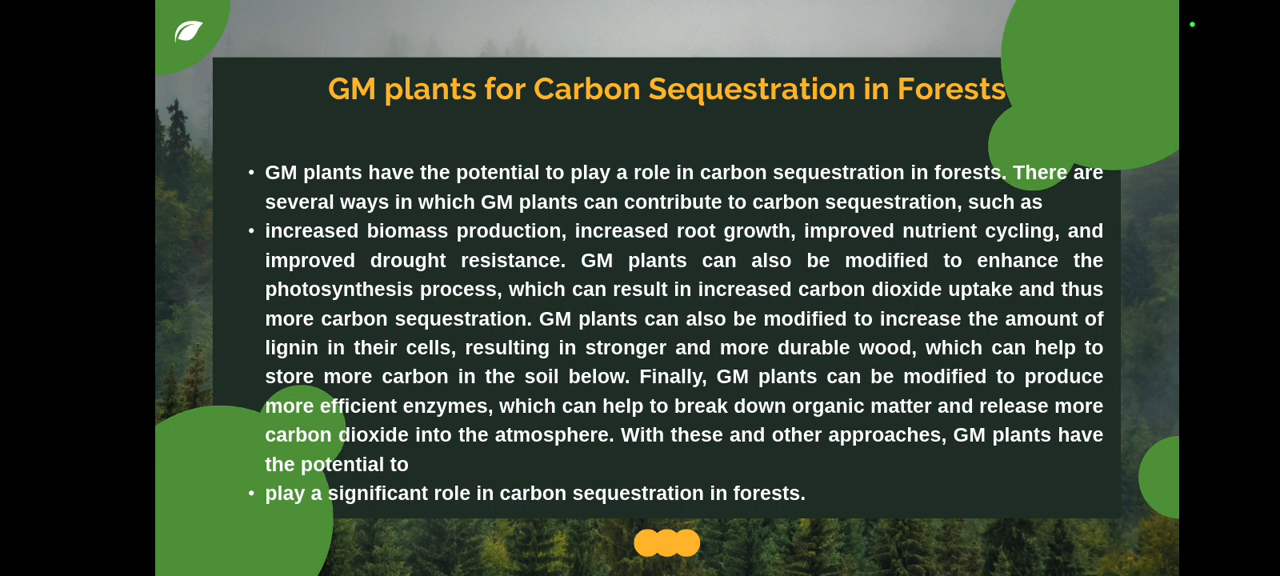 GM plants for Carbon Sequestration in Forests
• GM plants have the potential to play a role in carbon sequestration in forests. There are
several ways in which GM plants can contribute to carbon sequestration, such as
• increased biomass production, increased root growth, improved nutrient cycling, and
improved drought resistance. GM plants can also be modified to enhance the
photosynthesis process, which can result in increased carbon dioxide uptake and thus
more carbon sequestration. GM plants can also be modified to increase the amount of
lignin in their cells, resulting in stronger and more durable wood, which can help to
store more carbon in the soil below. Finally, GM plants can be modified to produce
more efficient enzymes, which can help to break down organic matter and release more
carbon dioxide into the atmosphere. With these and other approaches, GM plants have
the potential to
• play a significant role in carbon sequestration in forests.